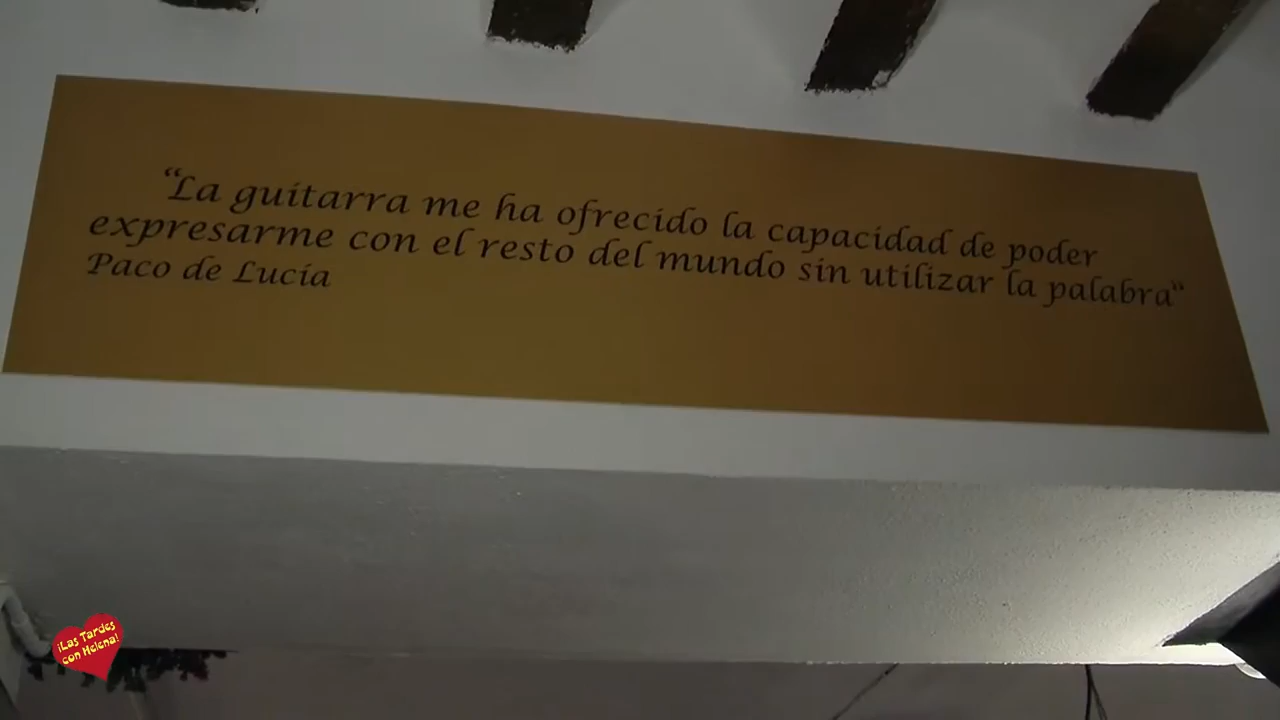 “La guitarra me ha ofrecido la capacidad de poder
expresarme con el resto del mundo sin utilizar la palabra“
Paco de Lucía
¡Las Tardes
con Helena!